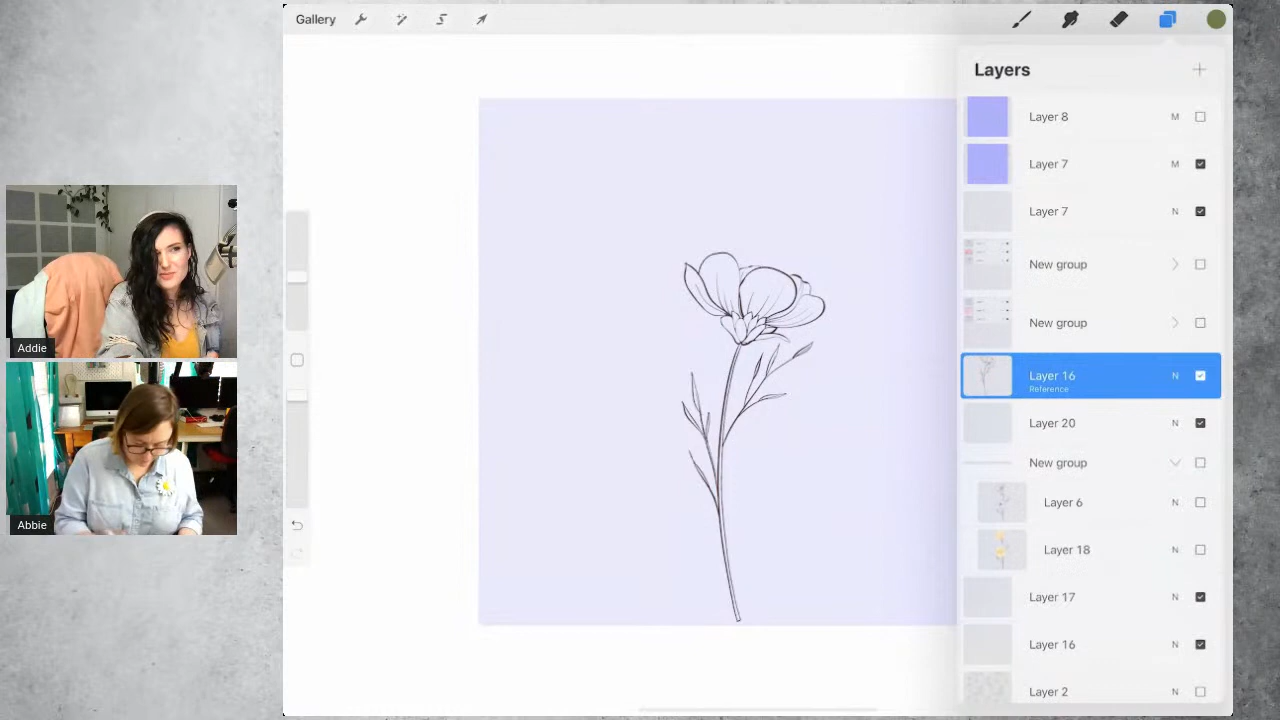 Gallery
Layers
Layer 8 M
Layer 7 M
Layer 7 N
New group
New group
Layer 16 N
Reference
Layer 20 N
New group
Layer 6 N
Layer 18 N
Layer 17 N
Layer 16 N
Layer 2 N
Addie
Abbie